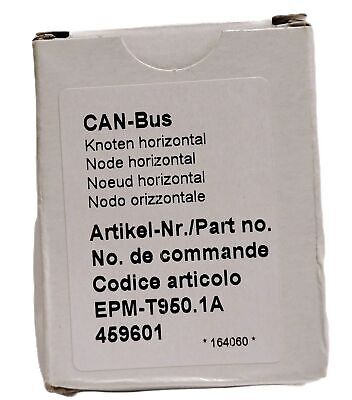 CAN-Bus
Knoten horizontal
Node horizontal
Noeud horizontal
Nodo orizzontale
Artikel-Nr./Part no.
No. de commande
Codice articolo
EPM-T950.1A
459601 * 164060 *